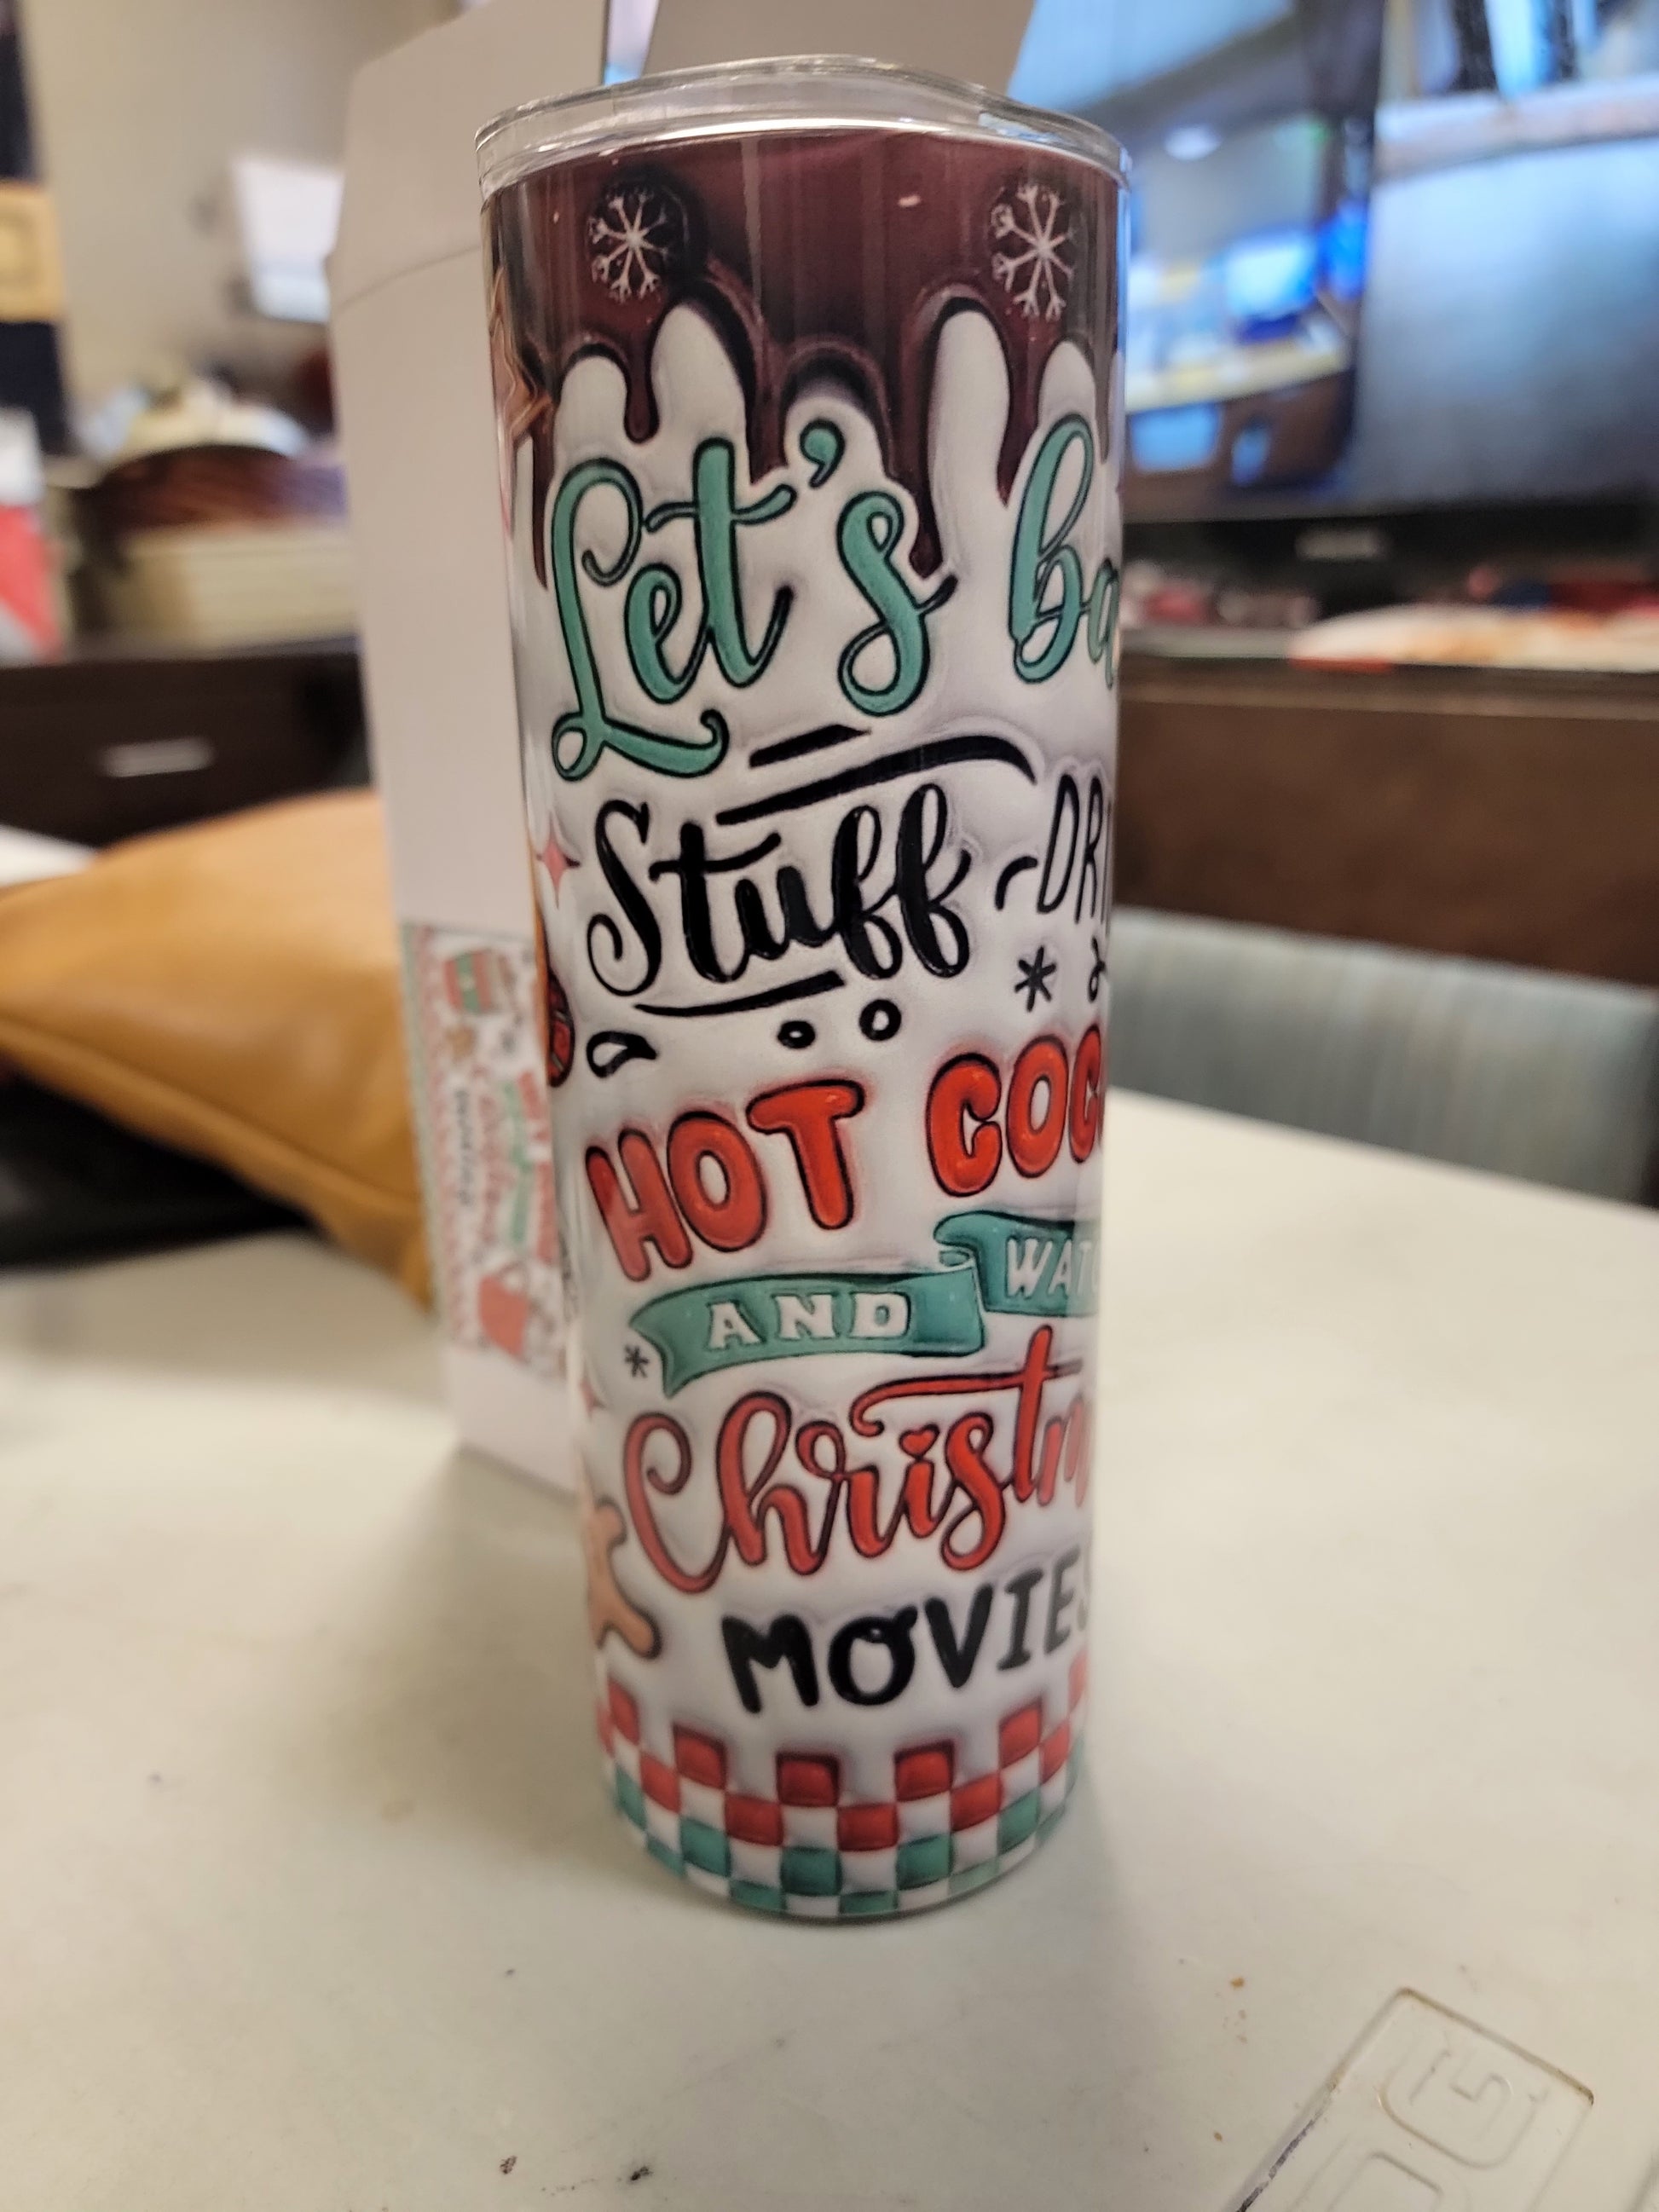 Let's ba
Stuff DRI
HOT COC
AND WAT
Christm
MOVIES